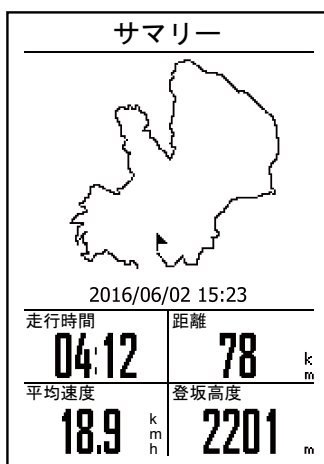 サマリー
2016/06/02 15:23
走行時間
04:12
距離
78 km
平均速度
18.9 kmh
登坂高度
2201 m